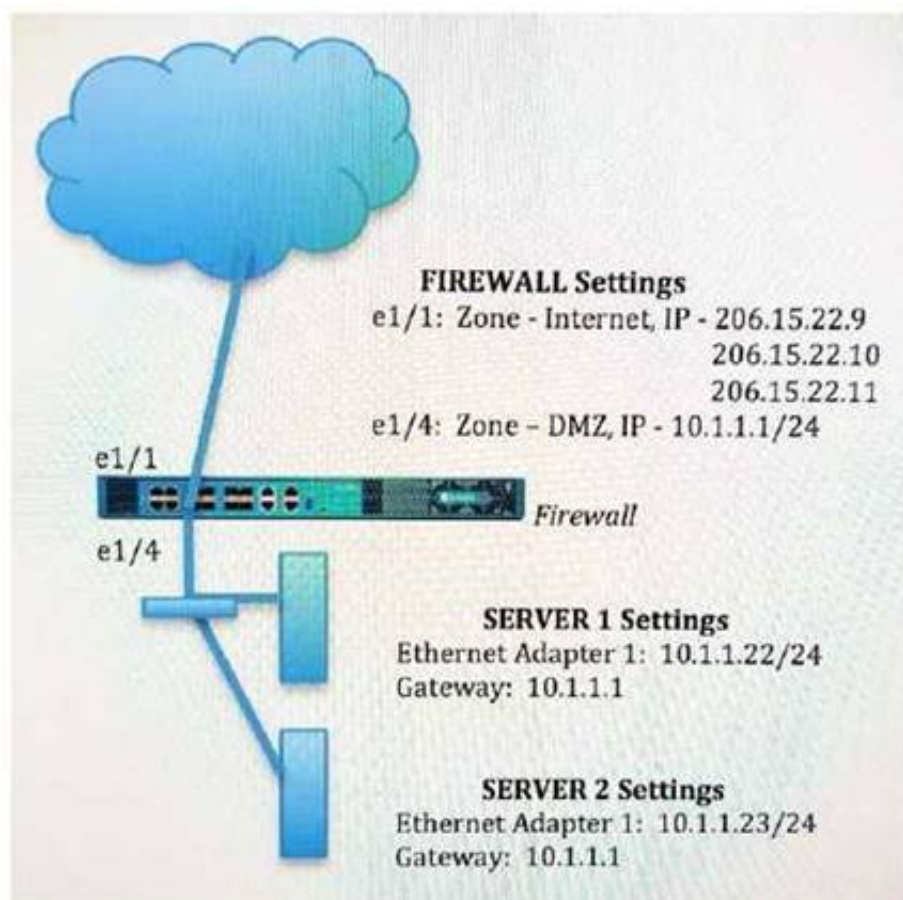 FIREWALL Settings
e1/1: Zone - Internet, IP - 206.15.22.9
206.15.22.10
206.15.22.11
e1/4: Zone – DMZ, IP - 10.1.1.1/24
e1/1
Firewall
e1/4
SERVER 1 Settings
Ethernet Adapter 1: 10.1.1.22/24
Gateway: 10.1.1.1
SERVER 2 Settings
Ethernet Adapter 1: 10.1.1.23/24
Gateway: 10.1.1.1